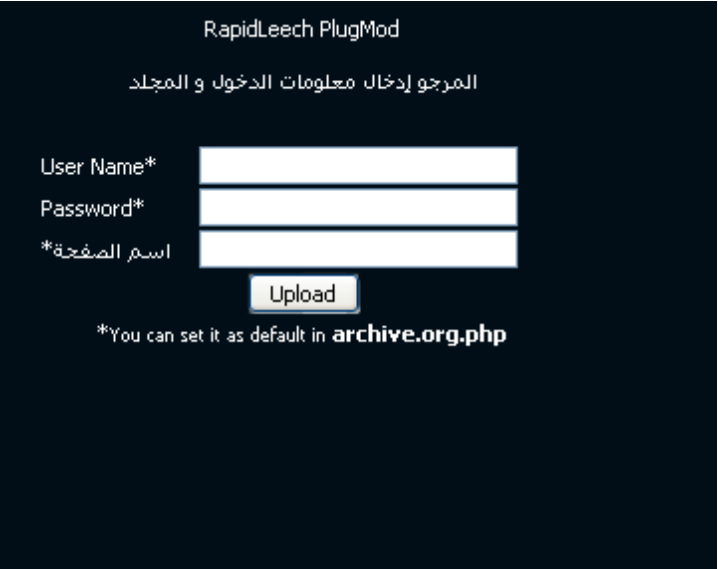 RapidLeech PlugMod
المرجو إدخال معلومات الدخول و المجلد
User Name*
Password*
اسم الصفحة*
Upload
*You can set it as default in archive.org.php